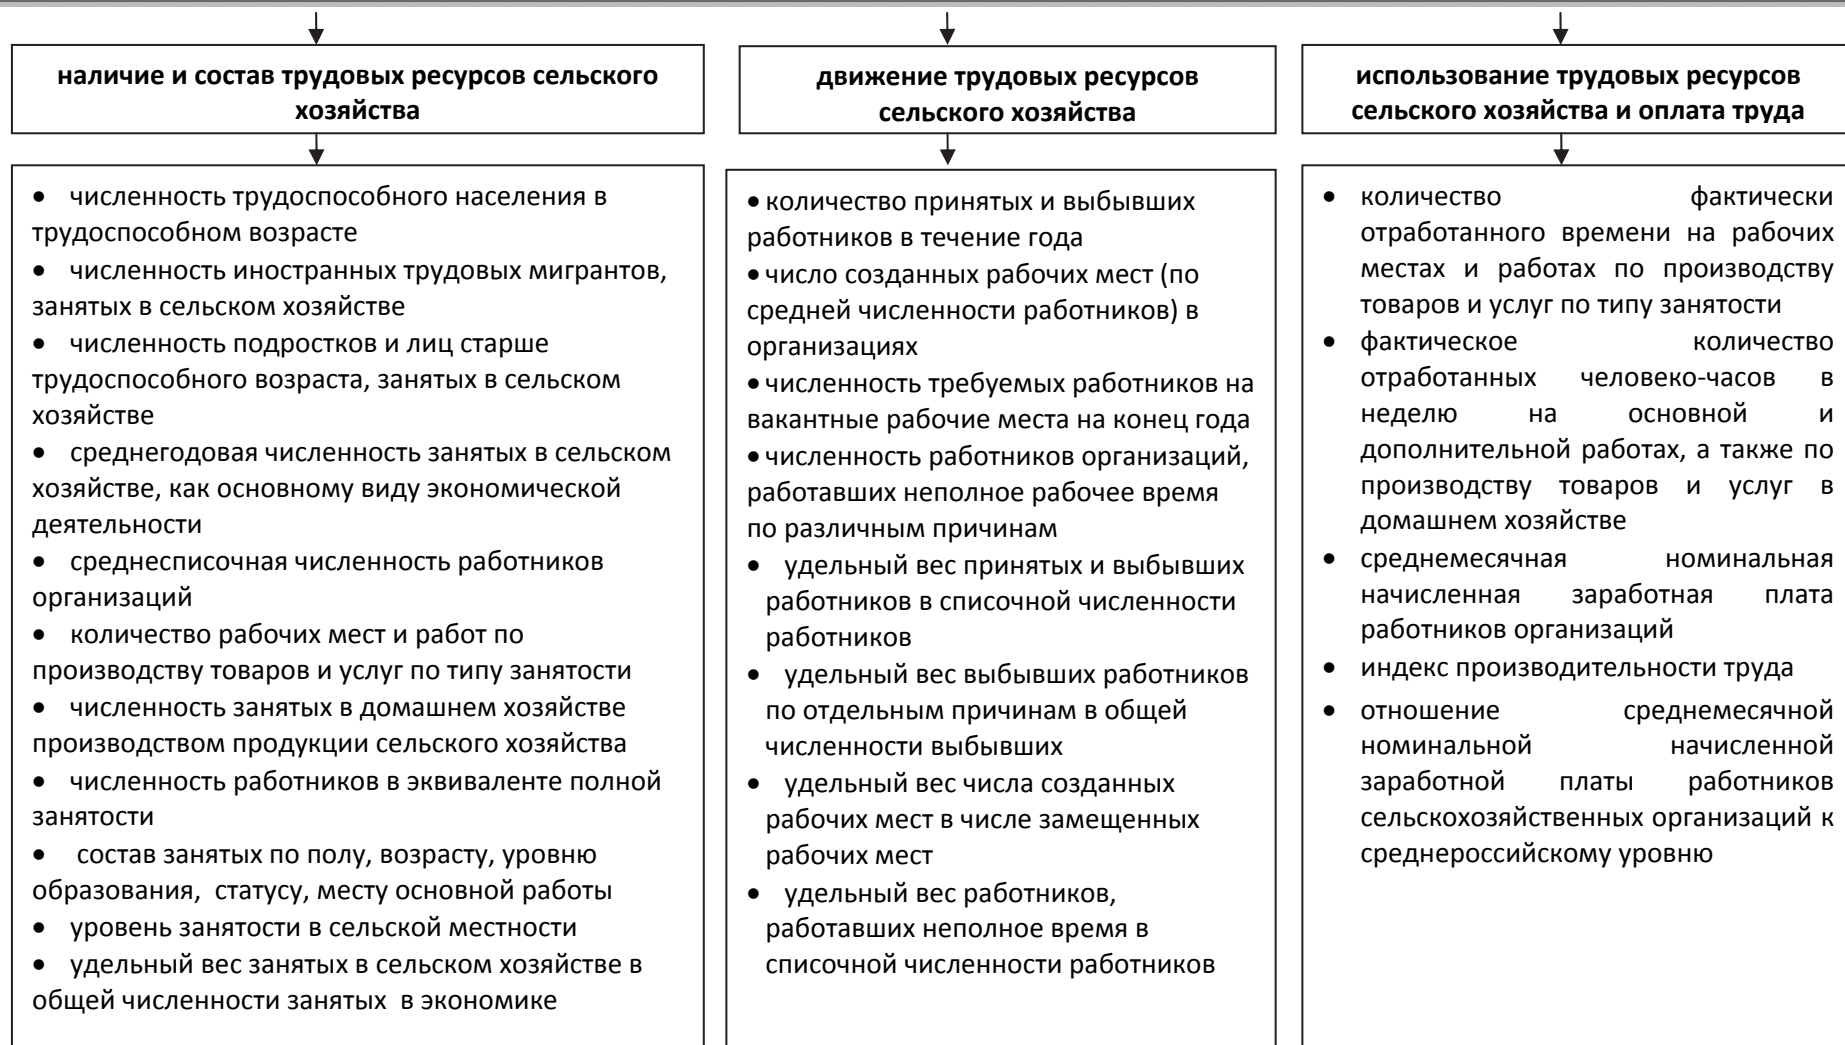 наличие и состав трудовых ресурсов сельского
хозяйства
• численность трудоспособного населения в
трудоспособном возрасте
• численность иностранных трудовых мигрантов,
занятых в сельском хозяйстве
• численность подростков и лиц старше
трудоспособного возраста, занятых в сельском
хозяйстве
• среднегодовая численность занятых в сельском
хозяйстве, как основному виду экономической
деятельности
• среднесписочная численность работников
организаций
• количество рабочих мест и работ по
производству товаров и услуг по типу занятости
• численность занятых в домашнем хозяйстве
производством продукции сельского хозяйства
• численность работников в эквиваленте полной
занятости
• состав занятых по полу, возрасту, уровню
образования, статусу, месту основной работы
• уровень занятости в сельской местности
• удельный вес занятых в сельском хозяйстве в
общей численности занятых в экономике
движение трудовых ресурсов
сельского хозяйства
• количество принятых и выбывших
работников в течение года
• число созданных рабочих мест (по
средней численности работников) в
организациях
• численность требуемых работников на
вакантные рабочие места на конец года
• численность работников организаций,
работавших неполное рабочее время
по различным причинам
• удельный вес принятых и выбывших
работников в списочной численности
работников
• удельный вес выбывших работников
по отдельным причинам в общей
численности выбывших
• удельный вес числа созданных
рабочих мест в числе замещенных
рабочих мест
• удельный вес работников,
работавших неполное время в
списочной численности работников
использование трудовых ресурсов
сельского хозяйства и оплата труда
• количество фактически
отработанного времени на рабочих
местах и работах по производству
товаров и услуг по типу занятости
• фактическое количество
отработанных человеко-часов в
неделю на основной и
дополнительной работах, а также по
производству товаров и услуг в
домашнем хозяйстве
• среднемесячная номинальная
начисленная заработная плата
работников организаций
• индекс производительности труда
• отношение среднемесячной
номинальной начисленной
заработной платы работников
сельскохозяйственных организаций к
среднероссийскому уровню